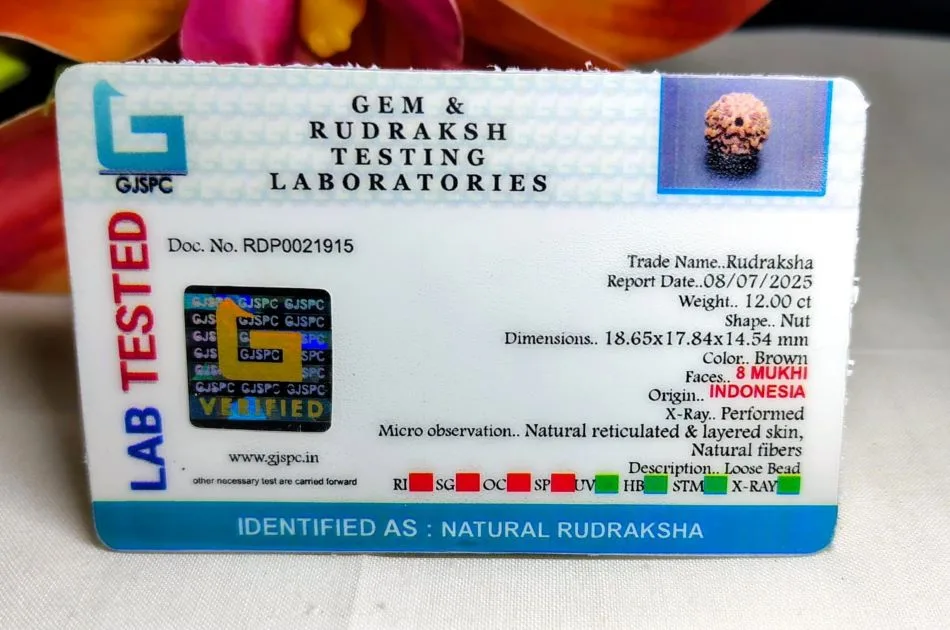 GEM &
RUDRAKSH
TESTING
LABORATORIES
GJSPC
LAB TESTED
Doc. No. RDP0021915
GJSPC GJSPC
GJSPC
GJSPC GJSPC GJSPC
VERIFIED
www.gjspc.in
other necessary test are carried forward
Trade Name..Rudraksha
Report Date..08/07/2025
Weight.. 12.00 ct
Shape.. Nut
Dimensions.. 18.65x17.84x14.54 mm
Color.. Brown
Faces.. 8 MUKHI
Origin.. INDONESIA
X-Ray.. Performed
Micro observation.. Natural reticulated & layered skin,
Natural fibers
Description.. Loose Bead
RI SG OC SP UV HB STM X-RAY
IDENTIFIED AS : NATURAL RUDRAKSHA